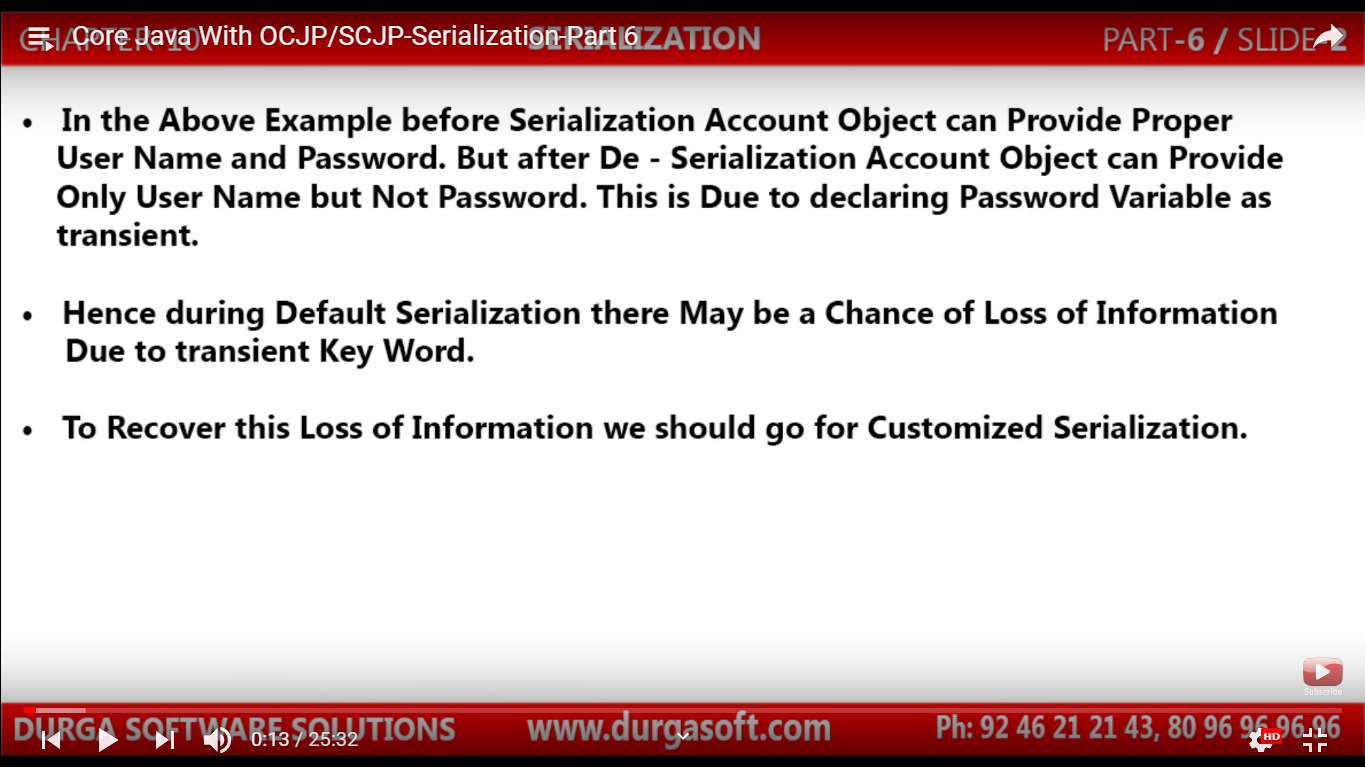 CHAPTER-10
Core Java With OCJP/SCJP-Serialization-Part 6
SERIALIZATION
PART-6 / SLIDE-2
• In the Above Example before Serialization Account Object can Provide Proper
User Name and Password. But after De - Serialization Account Object can Provide
Only User Name but Not Password. This is Due to declaring Password Variable as
transient.
• Hence during Default Serialization there May be a Chance of Loss of Information
Due to transient Key Word.
• To Recover this Loss of Information we should go for Customized Serialization.
Subscribe
DURGA SOFTWARE SOLUTIONS
www.durgasoft.com
Ph: 92 46 21 21 43, 80 96 96 96 96
0:13 / 25:32
HD